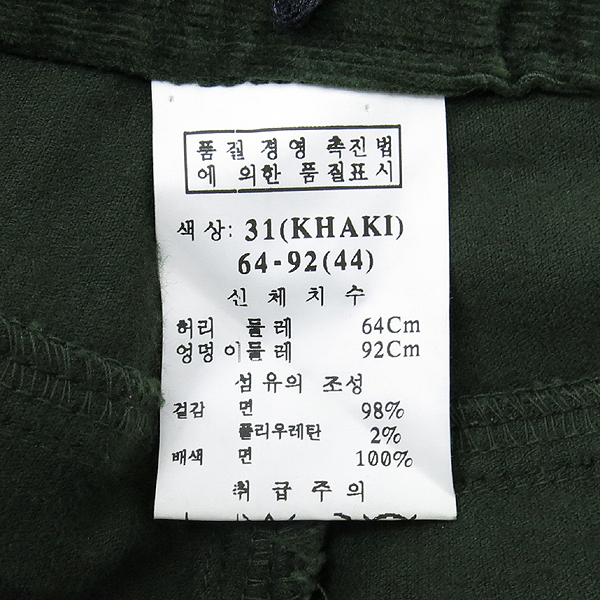 품질 경영 촉진법
에 의한 품질표시
색상: 31(KHAKI)
64-92(44)
신체치수
허리 둘레 64Cm
엉덩이둘레 92Cm
섬유의 조성
겉감 면 98%
폴리우레탄 2%
배색 면 100%
취급주의